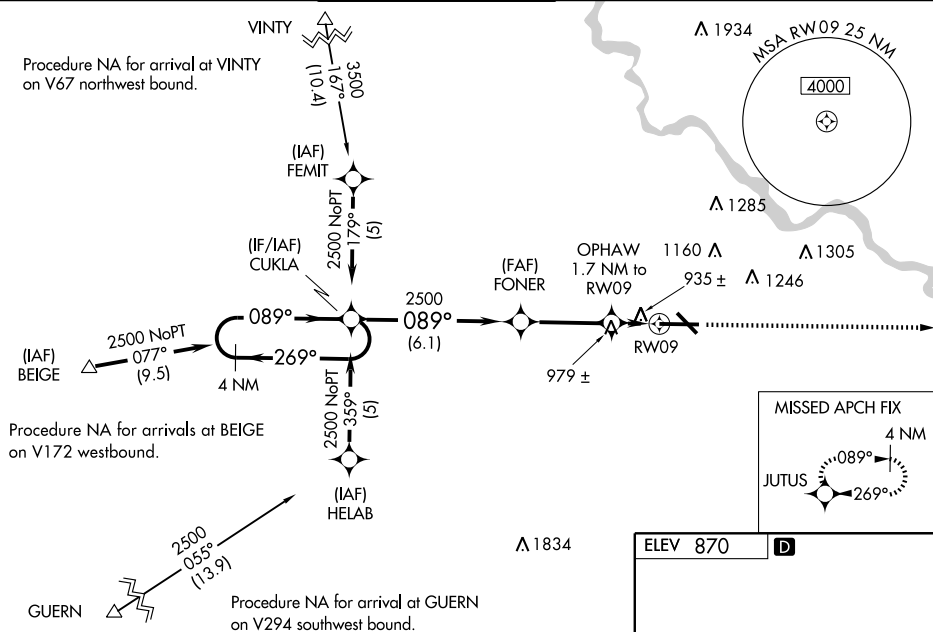 VINTY
1934
MSA RW09 25 NM
Procedure NA for arrival at VINTY
on V67 northwest bound.
3500
167°
(10.4)
4000
(IAF)
FEMIT
2500 NoPT
179°
(5)
1285
(IF/IAF)
CUKLA
OPHAW
1.7 NM to
RW09
1160
1305
(FAF)
FONER
935 ±
1246
089°
2500
089°
(6.1)
2500 NoPT
077°
(9.5)
(IAF)
BEIGE
269°
4 NM
RW09
979 ±
2500 NoPT
359°
(5)
MISSED APCH FIX
4 NM
089°
JUTUS
269°
Procedure NA for arrivals at BEIGE
on V172 westbound.
(IAF)
HELAB
2500
055°
(13.9)
1834
ELEV 870
D
GUERN
Procedure NA for arrival at GUERN
on V294 southwest bound.